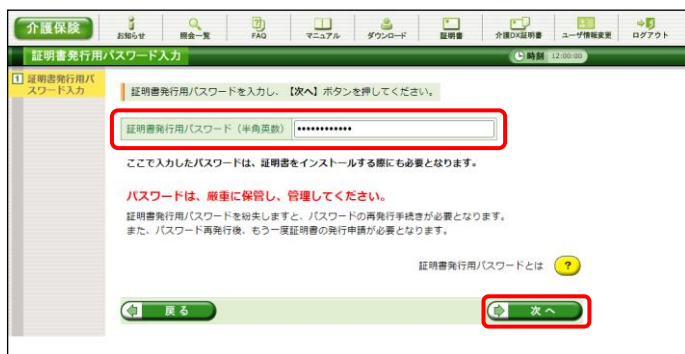 介護保険
お知らせ 照会一覧 FAQ マニュアル ダウンロード 証明書 介護DX証明書 ユーザ情報変更 ログアウト
証明書発行用パスワード入力 時刻 12:00:00
1 証明書発行用パ
スワード入力
証明書発行用パスワードを入力し、【次へ】ボタンを押してください。
証明書発行用パスワード（半角英数） ••••••••••••
ここで入力したパスワードは、証明書をインストールする際にも必要となります。
パスワードは、厳重に保管し、管理してください。
証明書発行用パスワードを紛失しますと、パスワードの再発行手続きが必要となります。
また、パスワード再発行後、もう一度証明書の発行申請が必要となります。
証明書発行用パスワードとは ?
戻る 次へ